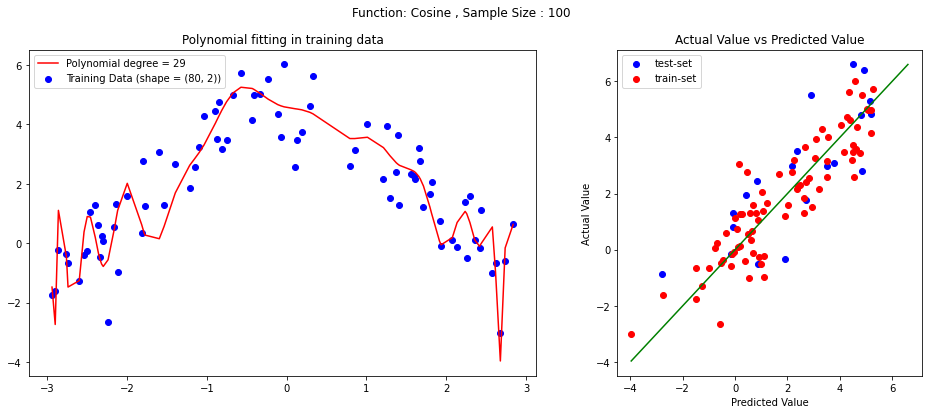 Function: Cosine , Sample Size : 100
Polynomial fitting in training data
Polynomial degree = 29
Training Data (shape = (80, 2))
6
4
2
0
−2
−4
−3
−2
−1
0
1
2
3
Actual Value vs Predicted Value
test-set
train-set
Actual Value
6
4
2
0
−2
−4
−4
−2
0
2
4
6
Predicted Value